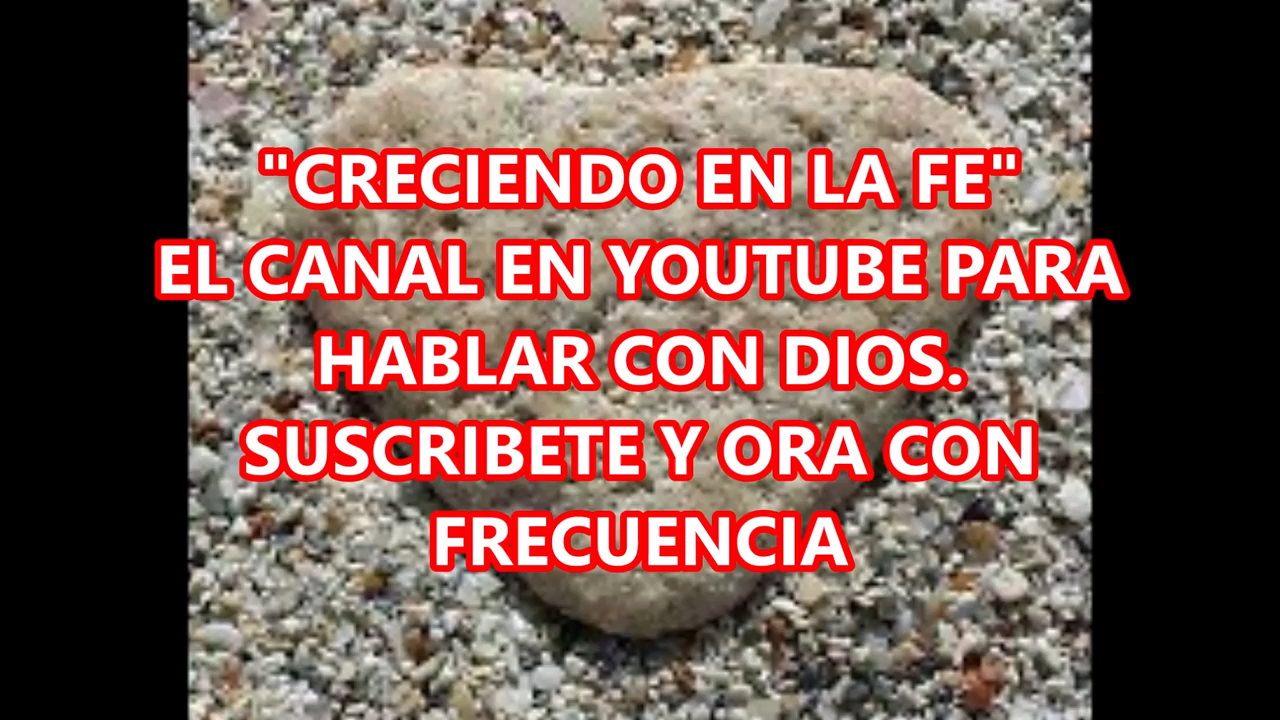 "CRECIENDO EN LA FE"
EL CANAL EN YOUTUBE PARA
HABLAR CON DIOS.
SUSCRIBETE Y ORA CON
FRECUENCIA